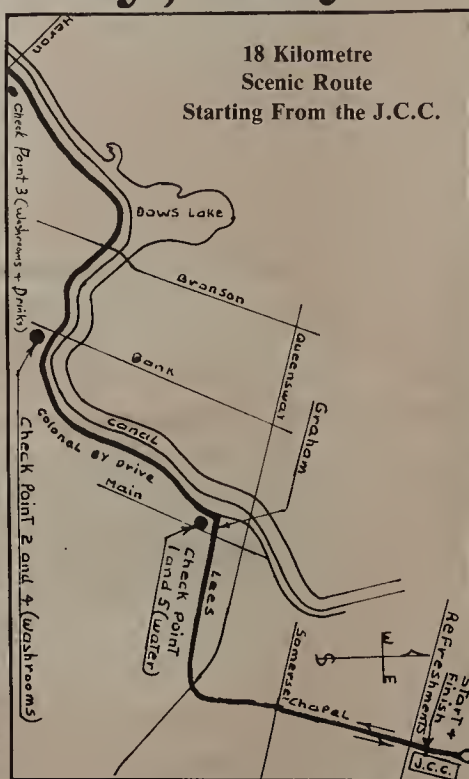 18 Kilometre
Scenic Route
Starting From the J.C.C.
Heron
Check Point 3 (Washrooms + Drinks)
Dows Lake
Bronson
Queensway
Bank
Graham
Canal
Colonel By Drive
Main
Check Point 2 and 4 (Washrooms)
Lees
Check Point
1 and 5 (Water)
Somerset
Chapel
W
S
E
Start +
Finish
Refreshments
J.C.C.